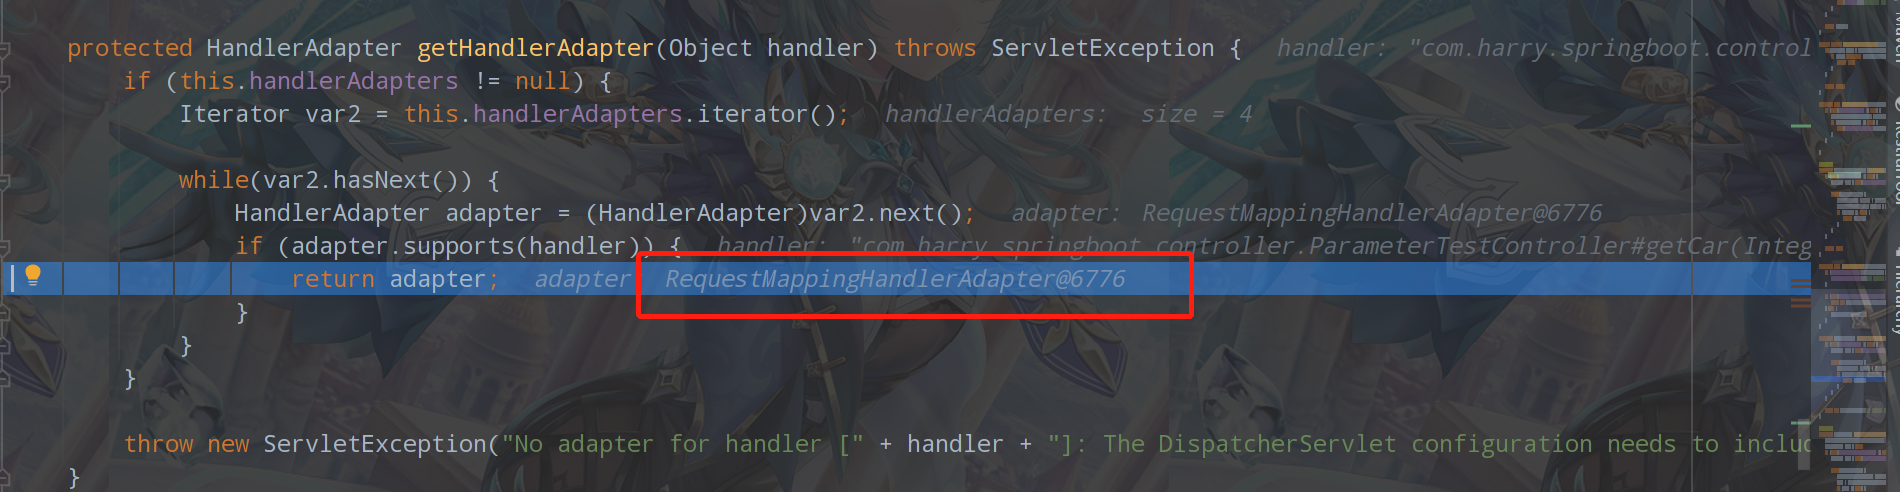 protected HandlerAdapter getHandlerAdapter(Object handler) throws ServletException {   handler: "com.harry.springboot.control
if (this.handlerAdapters != null) {
Iterator var2 = this.handlerAdapters.iterator();   handlerAdapters:  size = 4
while(var2.hasNext()) {
HandlerAdapter adapter = (HandlerAdapter)var2.next();   adapter: RequestMappingHandlerAdapter@6776
if (adapter.supports(handler)) {   handler: "com.harry.springboot.controller.ParameterTestController#getCar(Integ
return adapter;   adapter   RequestMappingHandlerAdapter@6776
}
}
}
throw new ServletException("No adapter for handler [" + handler + "]: The DispatcherServlet configuration needs to includ
}